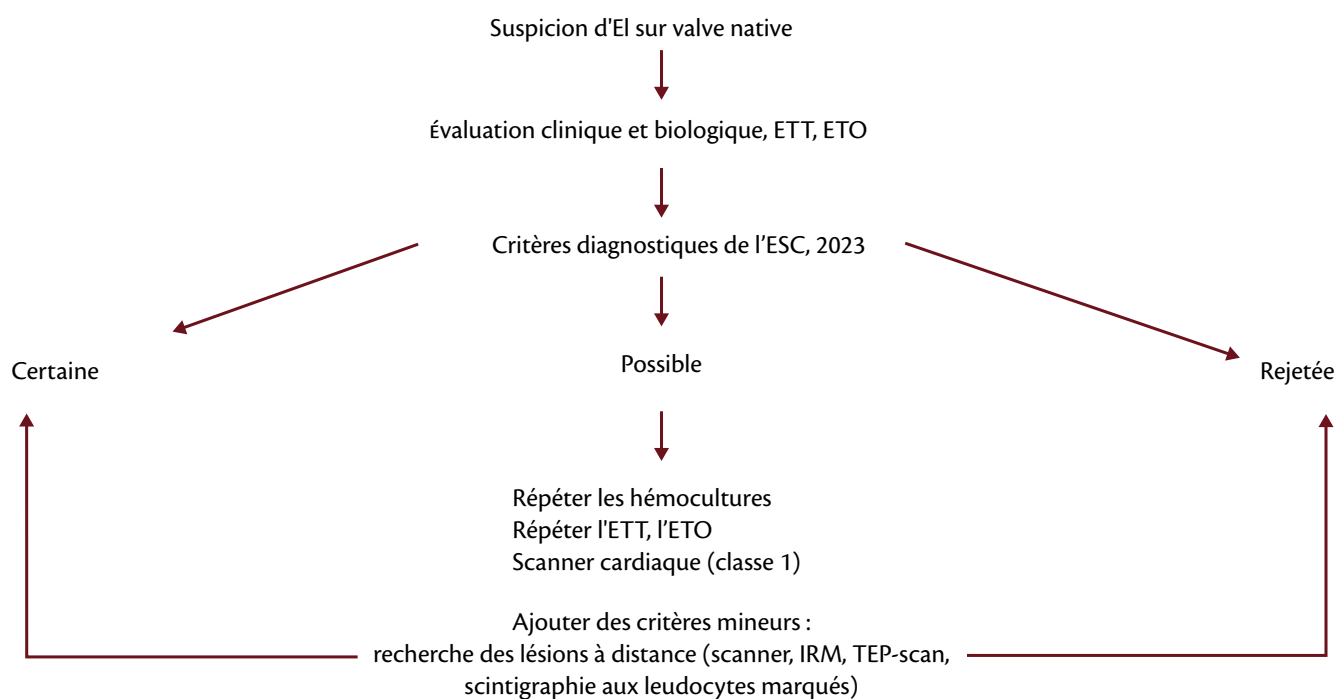 Suspicion d'EI sur valve native
Évaluation clinique et biologique, ETT, ETO
Critères diagnostiques de l’ESC, 2023
Certaine
Possible
Rejetée
Répéter les hémocultures
Répéter l'ETT, l’ETO
Scanner cardiaque (classe 1)
Ajouter des critères mineurs :
recherche des lésions à distance (scanner, IRM, TEP-scan,
scintigraphie aux leudocytes marqués)